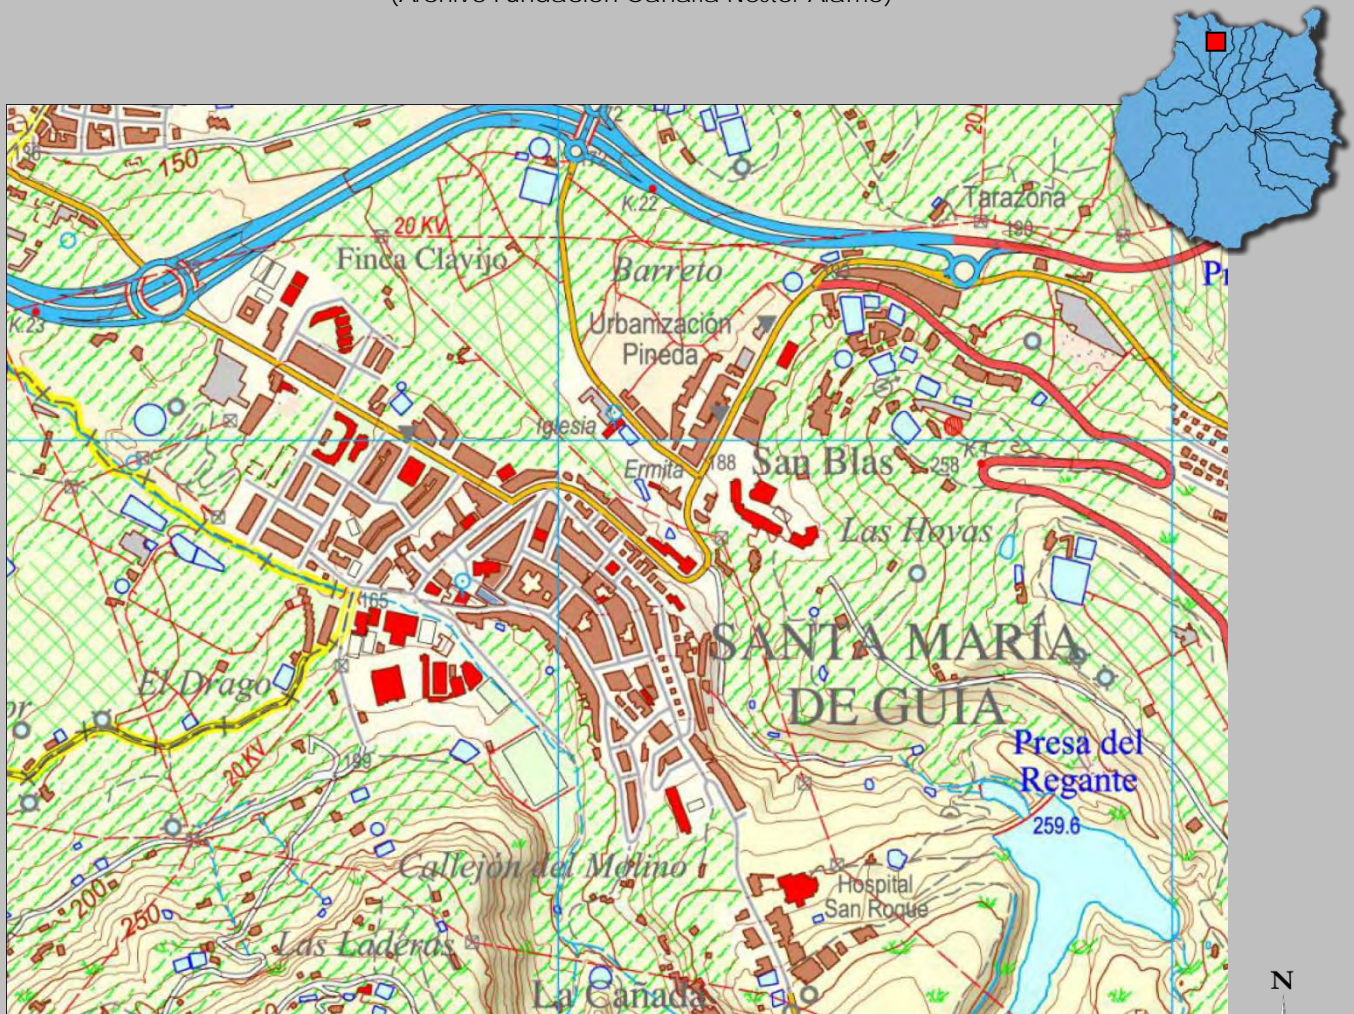 (Archivo Fundación Canaria Néstor Álamo)
150
20 KV
K.22
Tarazona
190
Finca Clavijo
Barreto
K.23
Urbanización
Pineda
Iglesia
Ermita
188
San Blas
258
K.1
Las Hoyas
165
SANTA MARÍA
DE GUÍA
El Drago
20 KV
199
Presa del
Regante
259.6
Callejón del Molino
Hospital
San Roque
200
250
Las Laderas
La Cañada
N